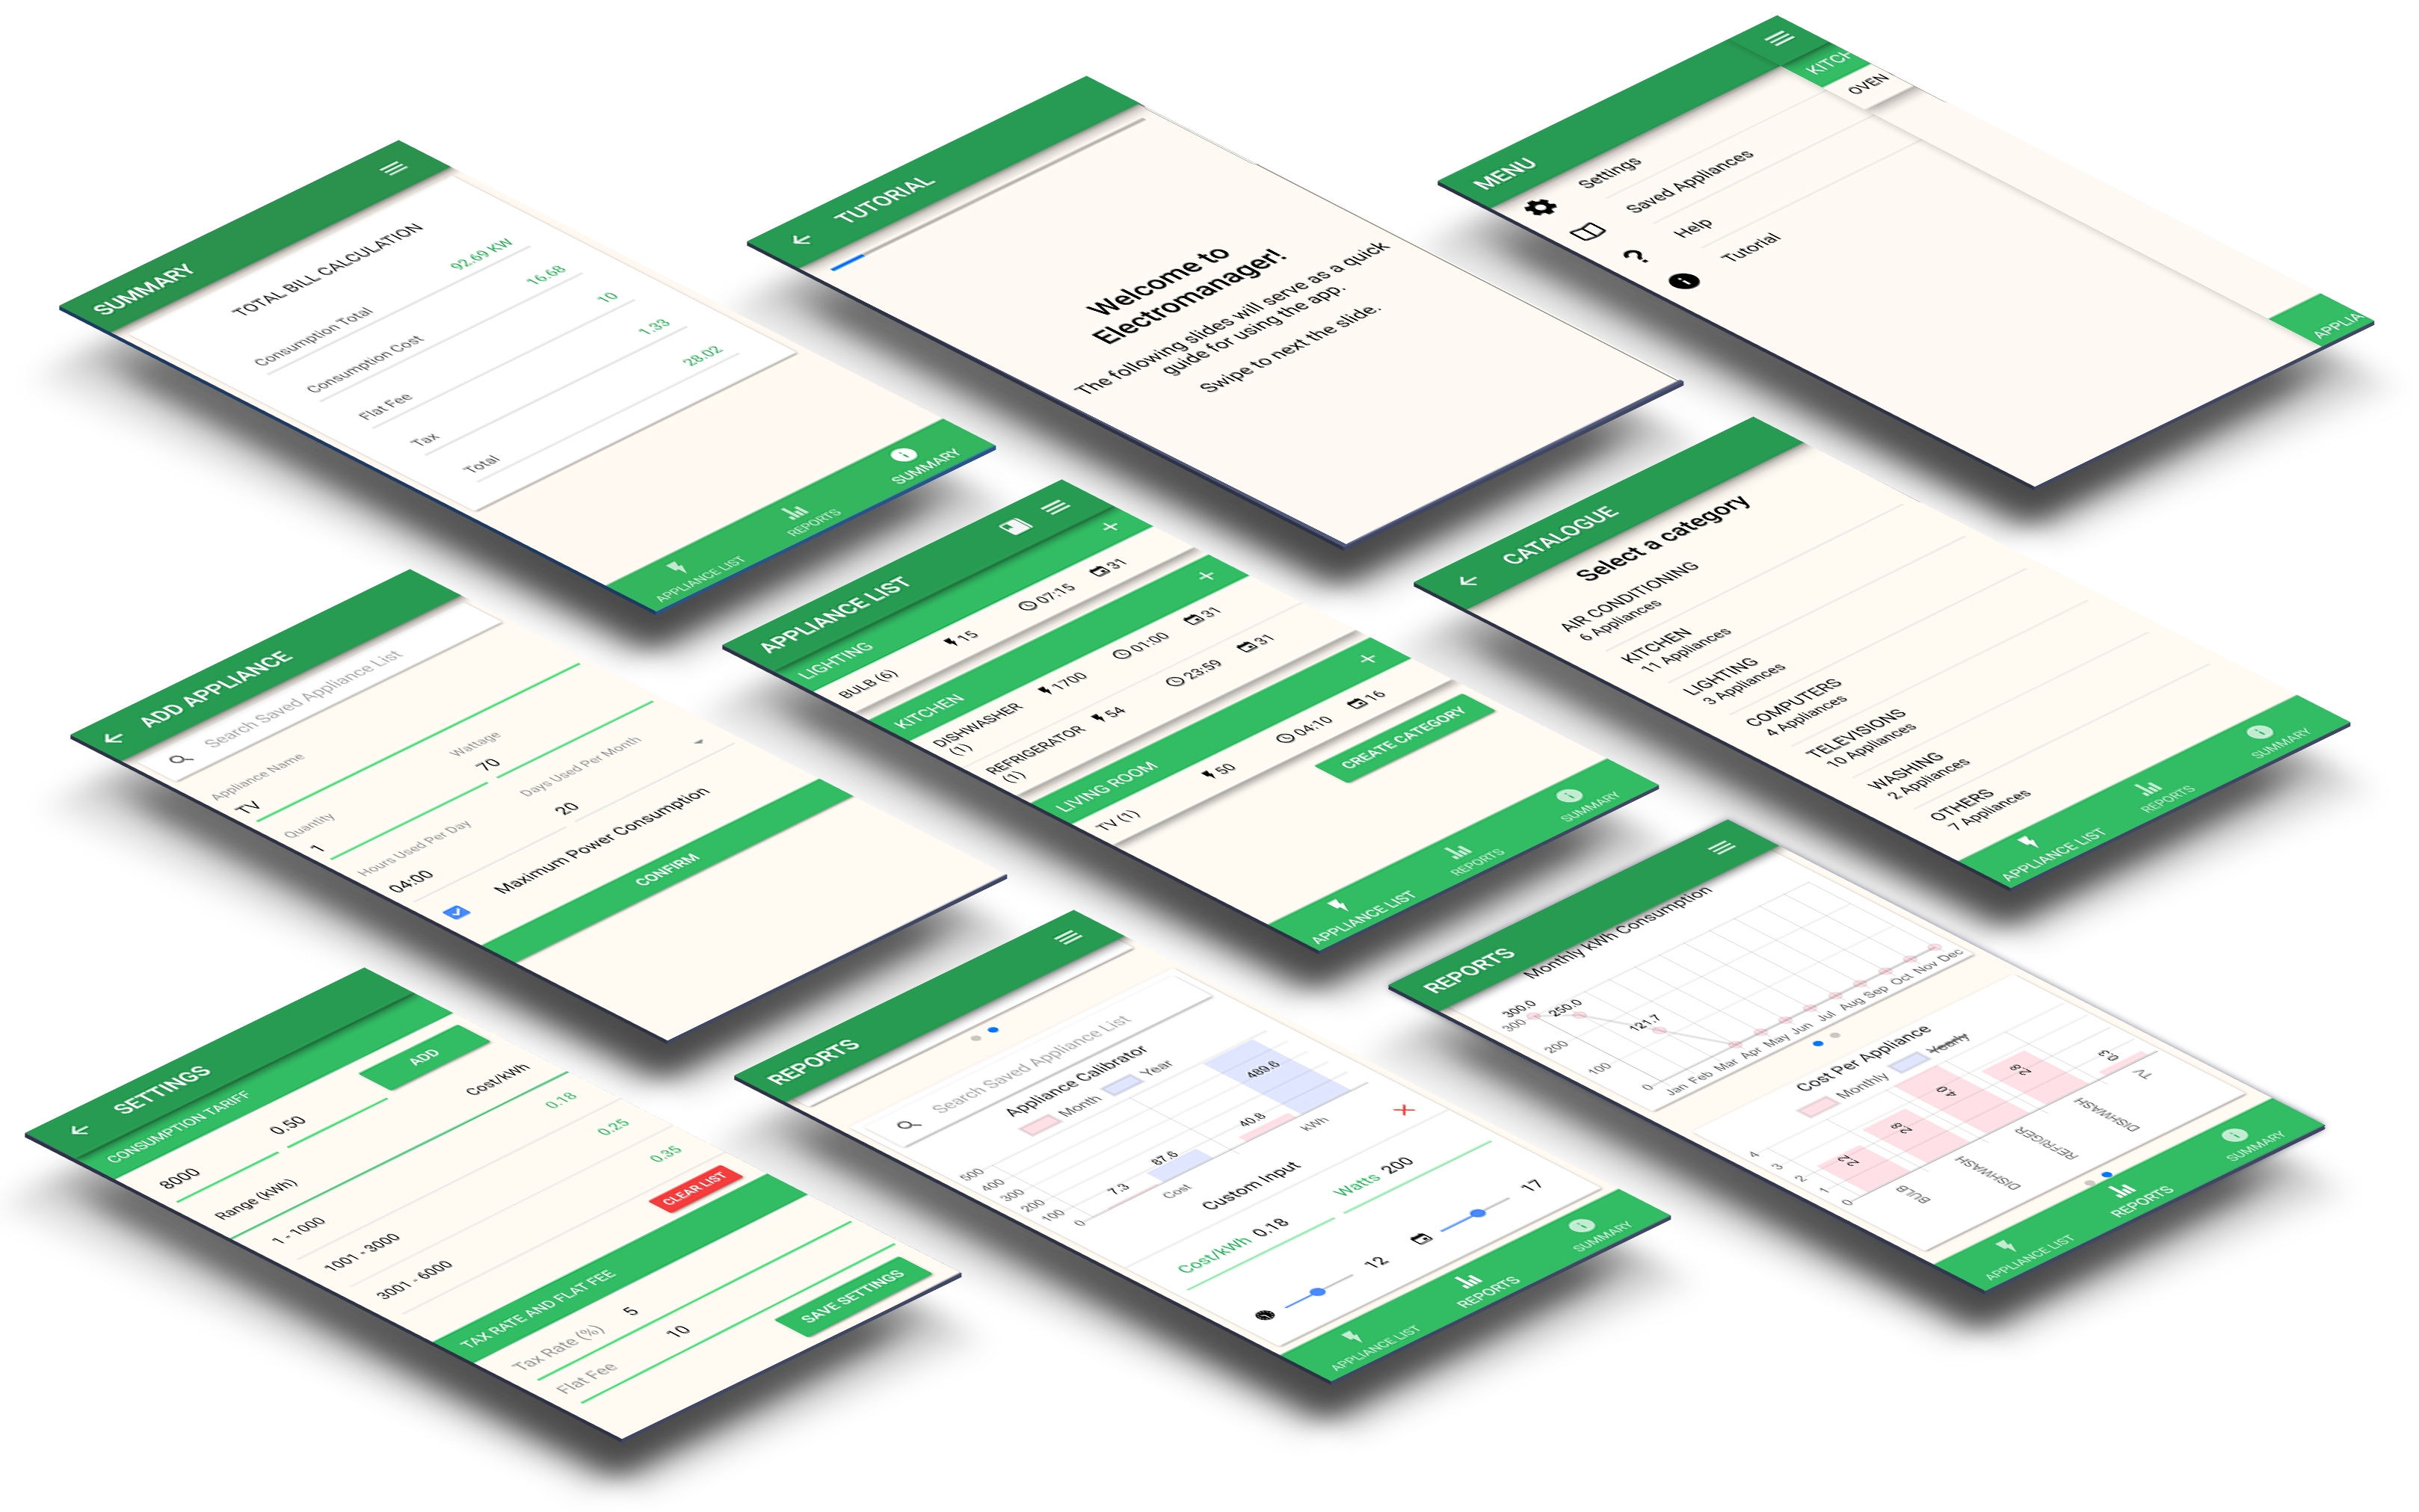 SUMMARY
TOTAL BILL CALCULATION
Consumption Total 92.69 KW
Consumption Cost 16.68
Flat Fee 10
Tax 1.33
Total 28.02
APPLIANCE LIST REPORTS SUMMARY
TUTORIAL
Welcome to
Electromanager!
The following slides will serve as a quick
guide for using the app.
Swipe to next the slide.
MENU
Settings
Saved Appliances
Help
Tutorial
KITCH
OVEN
APPLIA
ADD APPLIANCE
Search Saved Appliance List
Appliance Name
TV
Quantity Wattage
1 70
Hours Used Per Day Days Used Per Month
04:00 20
Maximum Power Consumption
CONFIRM
APPLIANCE LIST
LIGHTING +
BULB (6) 15 07:15 31
KITCHEN +
DISHWASHER 1700 01:00 31
(1)
REFRIGERATOR 54 23:59 31
(1)
LIVING ROOM +
TV (1) 50 04:10 16
CREATE CATEGORY
APPLIANCE LIST REPORTS SUMMARY
CATALOGUE
Select a category
AIR CONDITIONING
6 Appliances
KITCHEN
11 Appliances
LIGHTING
3 Appliances
COMPUTERS
4 Appliances
TELEVISIONS
10 Appliances
WASHING
2 Appliances
OTHERS
7 Appliances
APPLIANCE LIST REPORTS SUMMARY
SETTINGS
CONSUMPTION TARIFF
8000 0.50 ADD
Range (kWh) Cost/kWh
1 - 1000 0.18
1001 - 3000 0.25
3001 - 6000 0.35
CLEAR LIST
TAX RATE AND FLAT FEE
Tax Rate (%) 5
Flat Fee 10
SAVE SETTINGS
REPORTS
Search Saved Appliance List
Appliance Calibrator
Month Year
500
400
300
200
100
0
7.3 87.6 40.8 489.6
Cost kWh
Custom Input
Cost/kWh 0.18 Watts 200
12 17
APPLIANCE LIST REPORTS SUMMARY
REPORTS
Monthly kWh Consumption
300.0 250.0 121.7
300
200
100
0
Jan Feb Mar Apr May Jun Jul Aug Sep Oct Nov Dec
Cost Per Appliance
Monthly Yearly
4
3
2
1
0
BULB DISHWASH REFRIGER DISHWASH TV
APPLIANCE LIST REPORTS SUMMARY